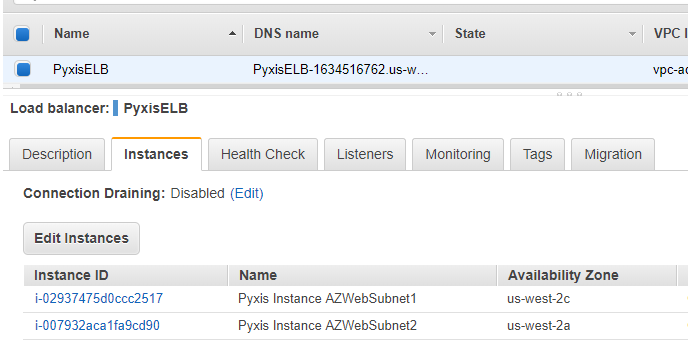 Name DNS name State VPC I
PyxisELB PyxisELB-1634516762.us-w... vpc-ac
Load balancer: PyxisELB
Description Instances Health Check Listeners Monitoring Tags Migration
Connection Draining: Disabled (Edit)
Edit Instances
Instance ID Name Availability Zone
i-02937475d0ccc2517 Pyxis Instance AZWebSubnet1 us-west-2c
i-007932aca1fa9cd90 Pyxis Instance AZWebSubnet2 us-west-2a